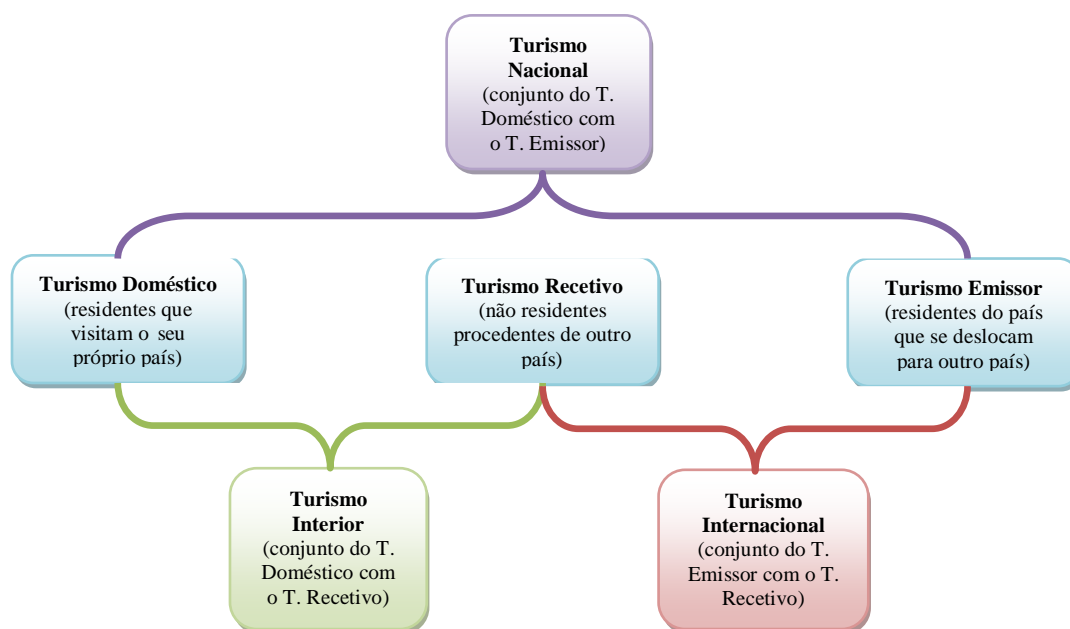 Turismo
Nacional
(conjunto do T.
Doméstico com
o T. Emissor)
Turismo Doméstico
(residentes que
visitam o seu
próprio país)
Turismo Recetivo
(não residentes
procedentes de outro
país)
Turismo Emissor
(residentes do país
que se deslocam
para outro país)
Turismo
Interior
(conjunto do T.
Doméstico com
o T. Recetivo)
Turismo
Internacional
(conjunto do T.
Emissor com o T.
Recetivo)